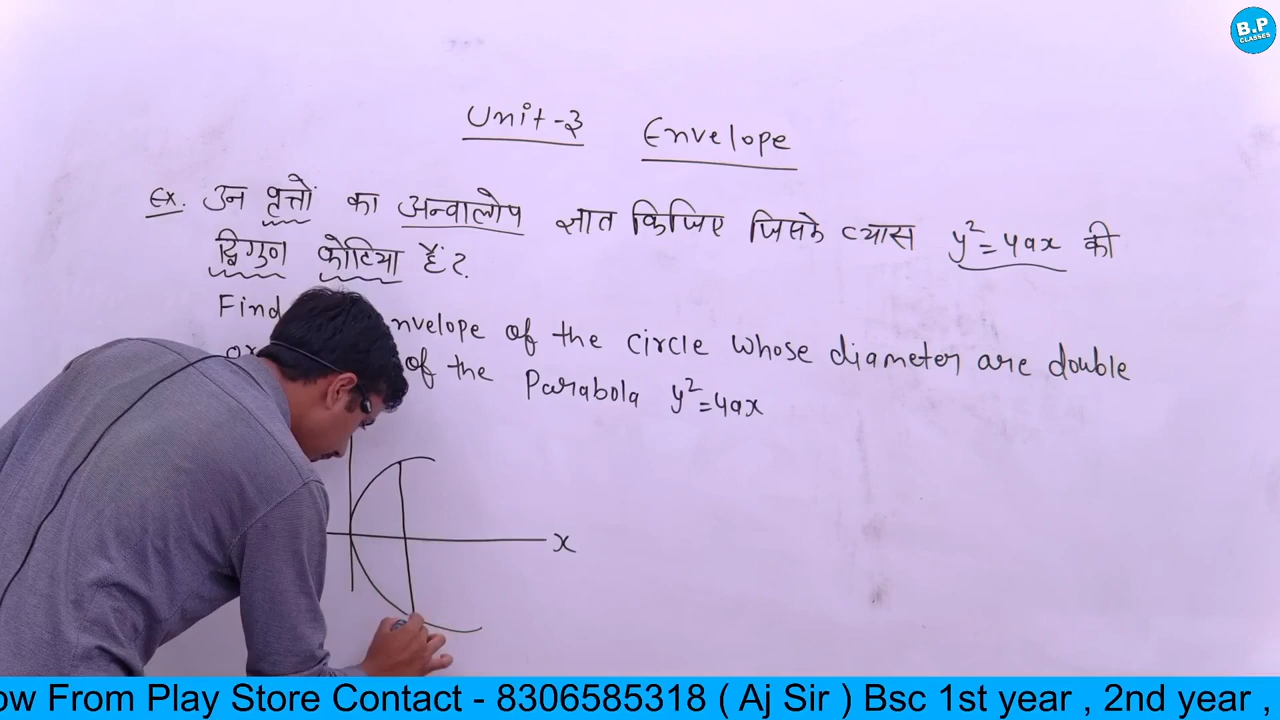 Unit-3 Envelope
Ex. उन वृत्तों का अन्वालोप ज्ञात किजिए जिसके व्यास y²=4ax की
द्विगुण कोटिया हैं?.
Find nvelope of the circle whose diameter are double
of the Parabola y²=4ax
x
B.P
CLASSES
ow From Play Store Contact - 8306585318 ( Aj Sir ) Bsc 1st year , 2nd year ,